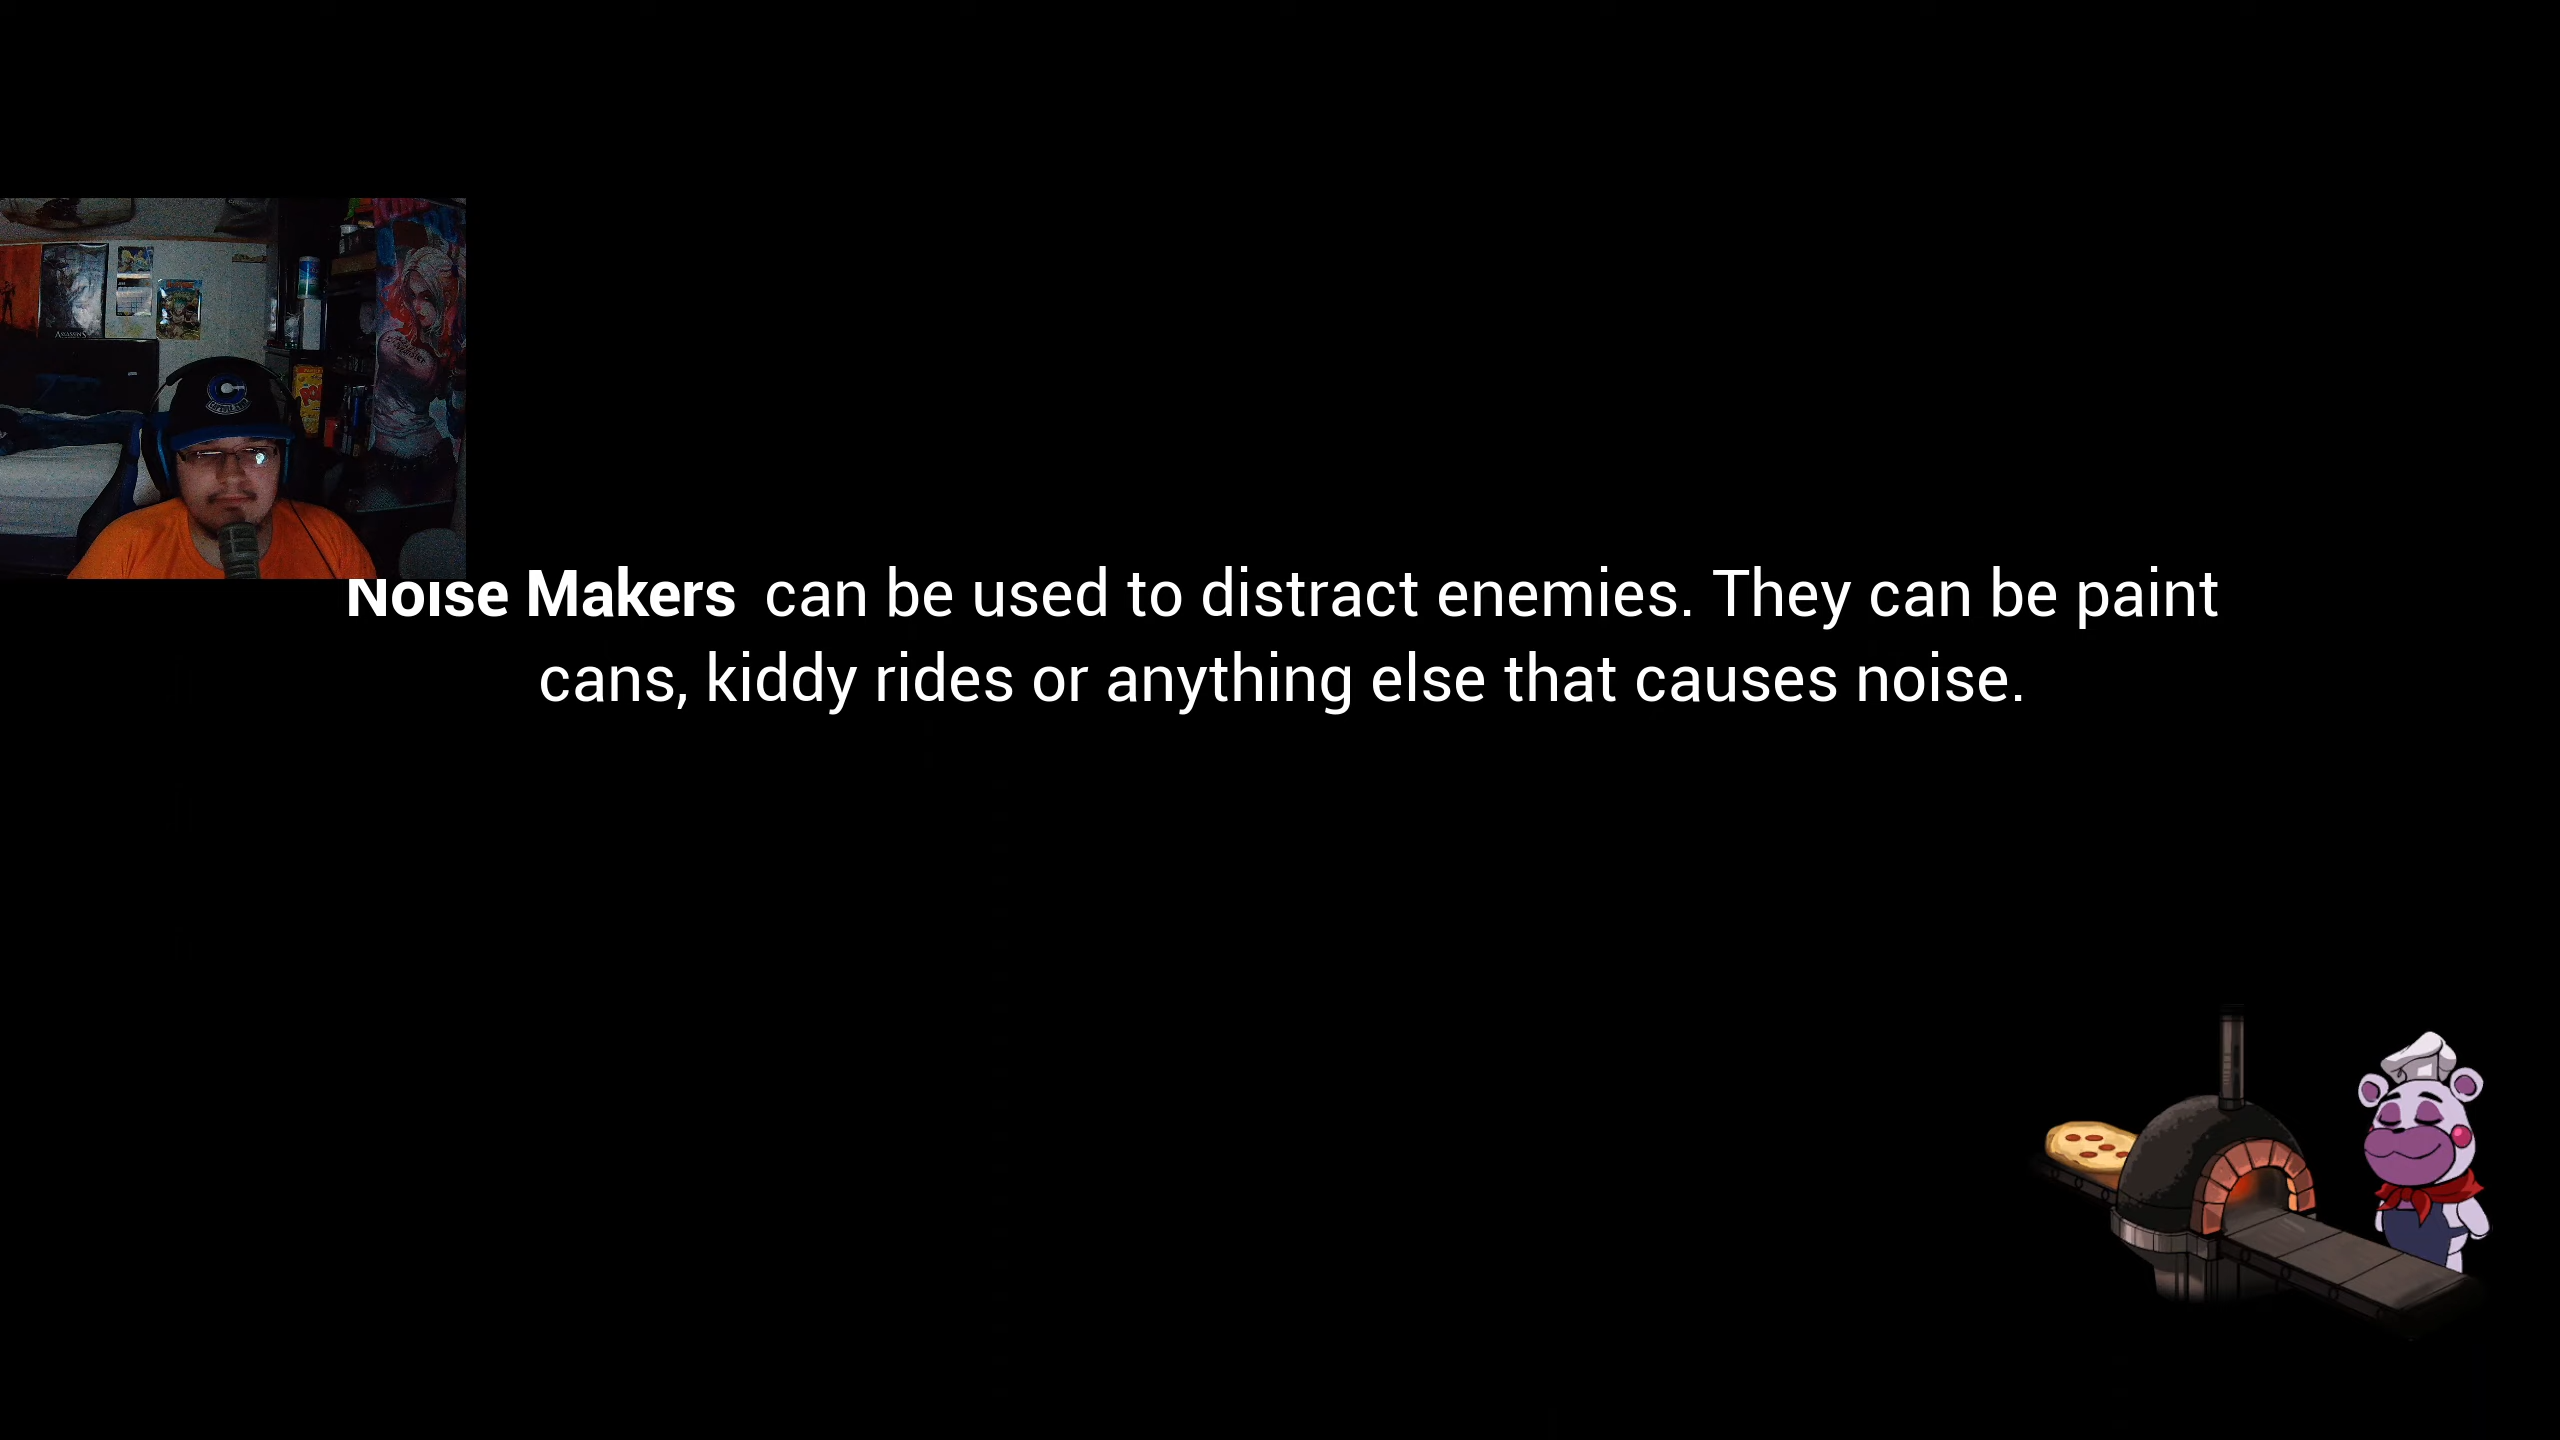 ASSASSIN'S
Noise Makers can be used to distract enemies. They can be paint
cans, kiddy rides or anything else that causes noise.